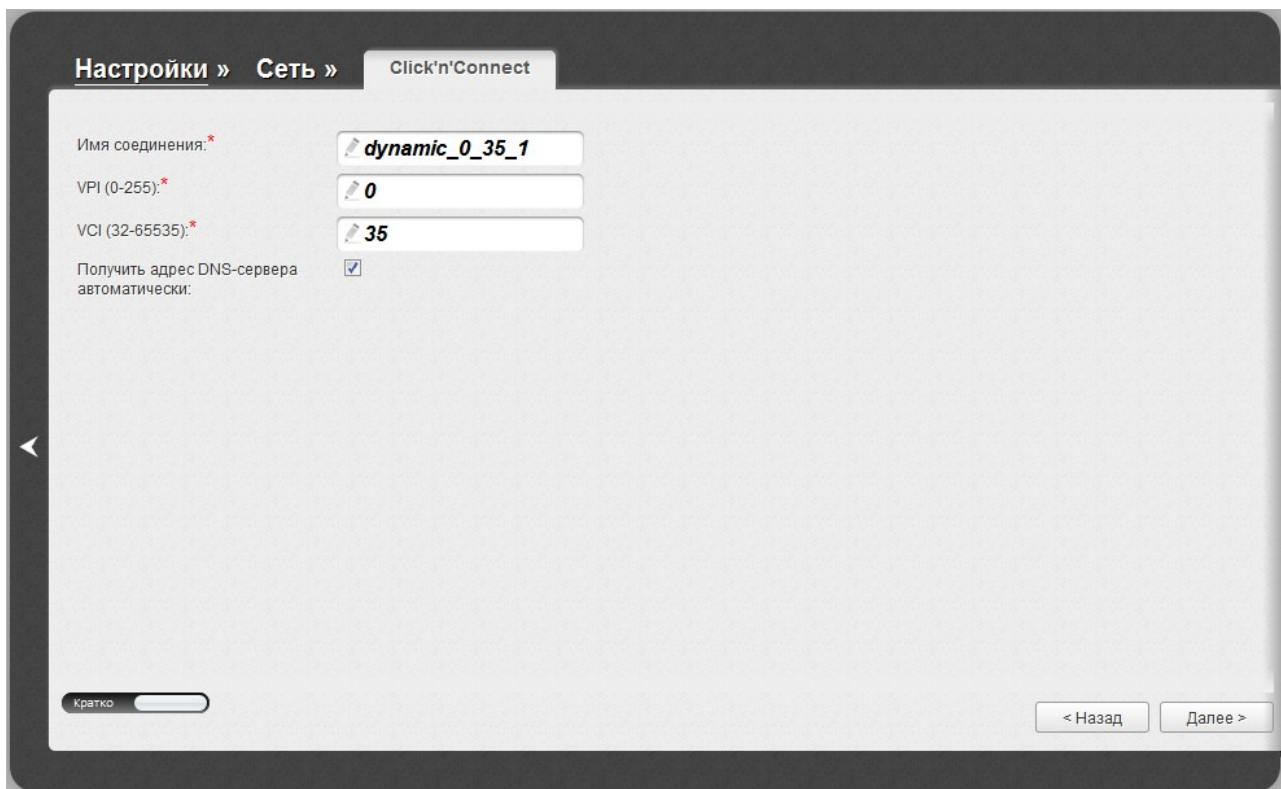 Настройки » Сеть » Click'n'Connect
Имя соединения:* dynamic_0_35_1
VPI (0-255):* 0
VCI (32-65535):* 35
Получить адрес DNS-сервера
автоматически:
Кратко
< Назад Далее >